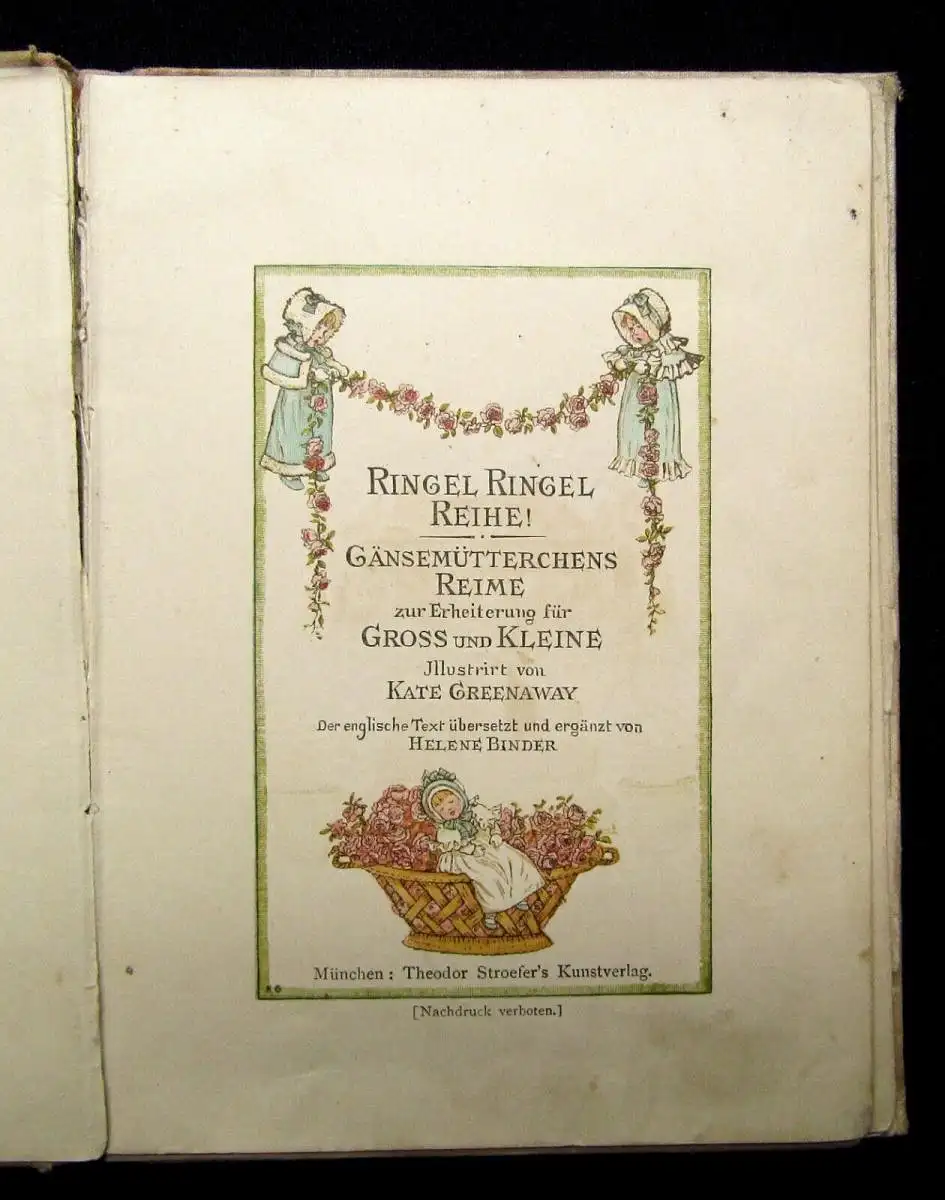 RINGEL RINGEL
REIHE!
GÄNSEMÜTTERCHENS
REIME
zur Erheiterung für
GROSS UND KLEINE
Illustrirt von
KATE GREENAWAY
Der englische Text übersetzt und ergänzt von
HELENE BINDER
München: Theodor Stroefer's Kunstverlag.
[Nachdruck verboten.]